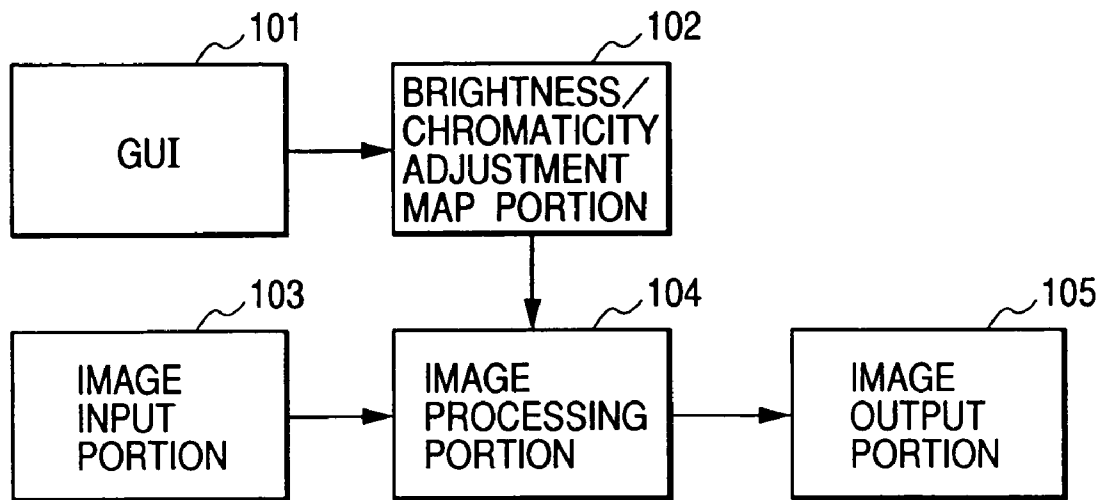 101
GUI
102
BRIGHTNESS/
CHROMATICITY
ADJUSTMENT
MAP PORTION
103
IMAGE
INPUT
PORTION
104
IMAGE
PROCESSING
PORTION
105
IMAGE
OUTPUT
PORTION